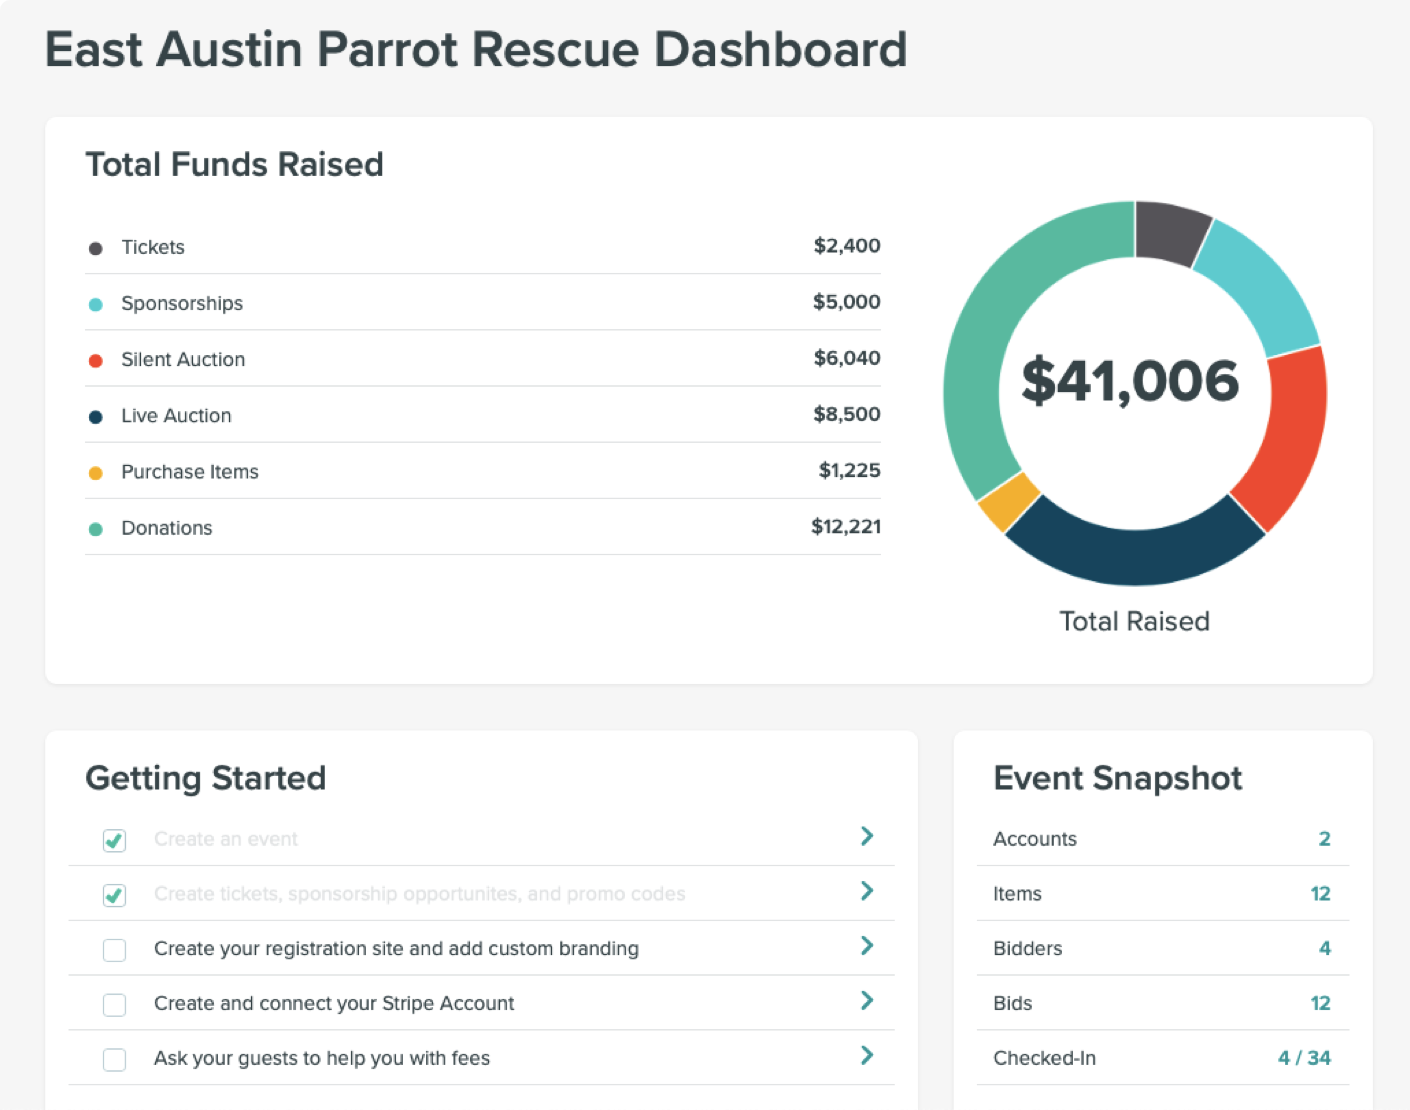 East Austin Parrot Rescue Dashboard
Total Funds Raised
Tickets $2,400
Sponsorships $5,000
Silent Auction $6,040
Live Auction $8,500
Purchase Items $1,225
Donations $12,221
$41,006
Total Raised
Getting Started
Create an event
Create tickets, sponsorship opportunites, and promo codes
Create your registration site and add custom branding
Create and connect your Stripe Account
Ask your guests to help you with fees
Event Snapshot
Accounts 2
Items 12
Bidders 4
Bids 12
Checked-In 4 / 34